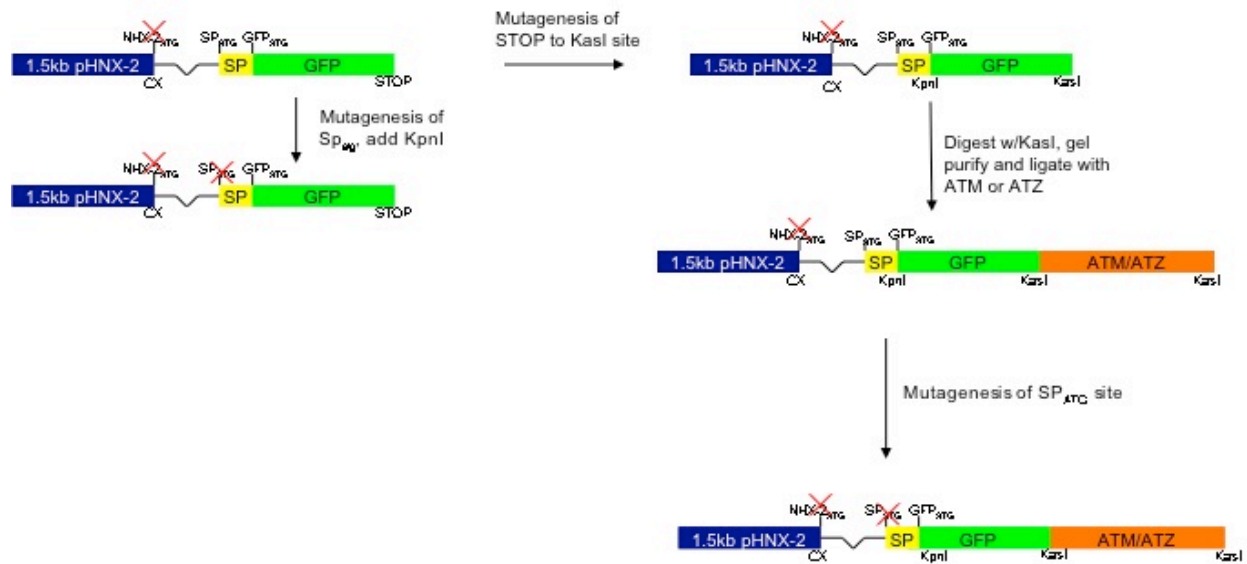 NHX-2ATG SPATG GFPATG
1.5kb pHNX-2 SP GFP
CX STOP
Mutagenesis of
STOP to KasI site
NHX-2ATG SPATG GFPATG
1.5kb pHNX-2 SP GFP
CX KpnI KasI
Mutagenesis of
Spatg, add KpnI
NHX-2ATG SPATG GFPATG
1.5kb pHNX-2 SP GFP
CX STOP
Digest w/KasI, gel
purify and ligate with
ATM or ATZ
NHX-2ATG SPATG GFPATG
1.5kb pHNX-2 SP GFP ATM/ATZ
CX KpnI KasI KasI
Mutagenesis of SPATG site
NHX-2ATG SPATG GFPATG
1.5kb pHNX-2 SP GFP ATM/ATZ
CX KpnI KasI KasI